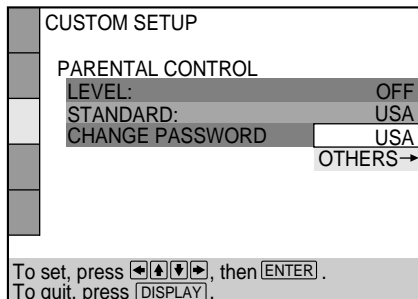 CUSTOM SETUP
PARENTAL CONTROL
LEVEL: OFF
STANDARD: USA
CHANGE PASSWORD USA
OTHERS→
To set, press ←↑↓→, then ENTER.
To quit, press DISPLAY.